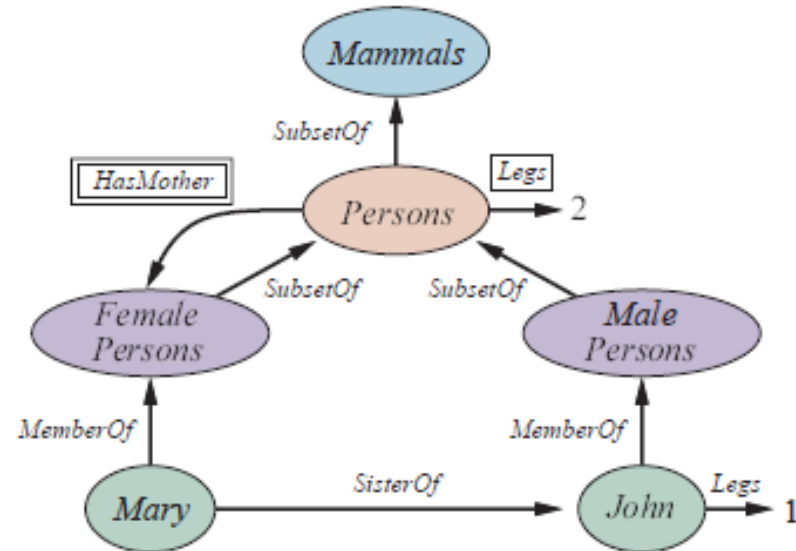 Mammals
SubsetOf
HasMother
Legs
Persons
2
SubsetOf
SubsetOf
Female
Persons
Male
Persons
MemberOf
MemberOf
SisterOf
Legs
Mary
John
1